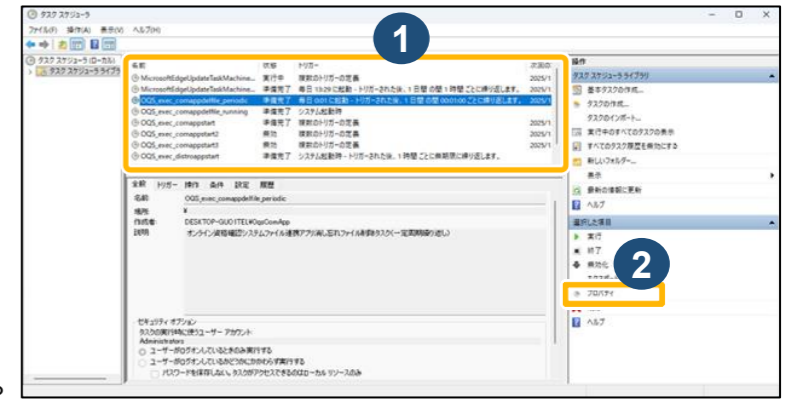 タスク スケジューラ
ファイル(F) 操作(A) 表示(V) ヘルプ(H)
タスク スケジューラ (ローカル)
タスク スケジューラ ライブラ
1
名前 状態 トリガー 次回の
MicrosoftEdgeUpdateTaskMachine... 実行中 複数のトリガーの定義 2025/1
MicrosoftEdgeUpdateTaskMachine... 準備完了 毎日 13:29 に起動 - トリガーされた後、1 日間 の間 1 時間 ごとに繰り返します。 2025/1
OQS_exec_comappdelfile_periodic 準備完了 毎日 0:01 に起動 - トリガーされた後、1 日間 の間 00:01:00 ごとに繰り返します。 2025/1
OQS_exec_comappdelfile_running 準備完了 システム起動時
OQS_exec_comappstart 準備完了 複数のトリガーの定義 2025/1
OQS_exec_comappstart2 無効 複数のトリガーの定義 2025/1
OQS_exec_comappstart3 無効 複数のトリガーの定義 2025/1
OQS_exec_distroappstart 準備完了 システム起動時 - トリガーされた後、1 時間 ごとに無期限に繰り返します。
全般 トリガー 操作 条件 設定 履歴
名前: OQS_exec_comappdelfile_periodic
場所: ¥
作成者: DESKTOP-GUO1TEL¥OqsComApp
説明: オンライン資格確認システムファイル連携アプリ消し忘れファイル削除タスク(一定周期繰り返し)
セキュリティ オプション
タスクの実行時に使うユーザー アカウント:
Administrators
ユーザーがログオンしているときのみ実行する
ユーザーがログオンしているかどうかにかかわらず実行する
パスワードを保存しない。タスクがアクセスできるのはローカル リソースのみ
操作
タスク スケジューラ ライブラリ
基本タスクの作成...
タスクの作成...
タスクのインポート...
実行中のすべてのタスクの表示
すべてのタスク履歴を無効にする
新しいフォルダー...
表示
最新の情報に更新
ヘルプ
選択した項目
実行
終了
無効化
2
プロパティ
ヘルプ